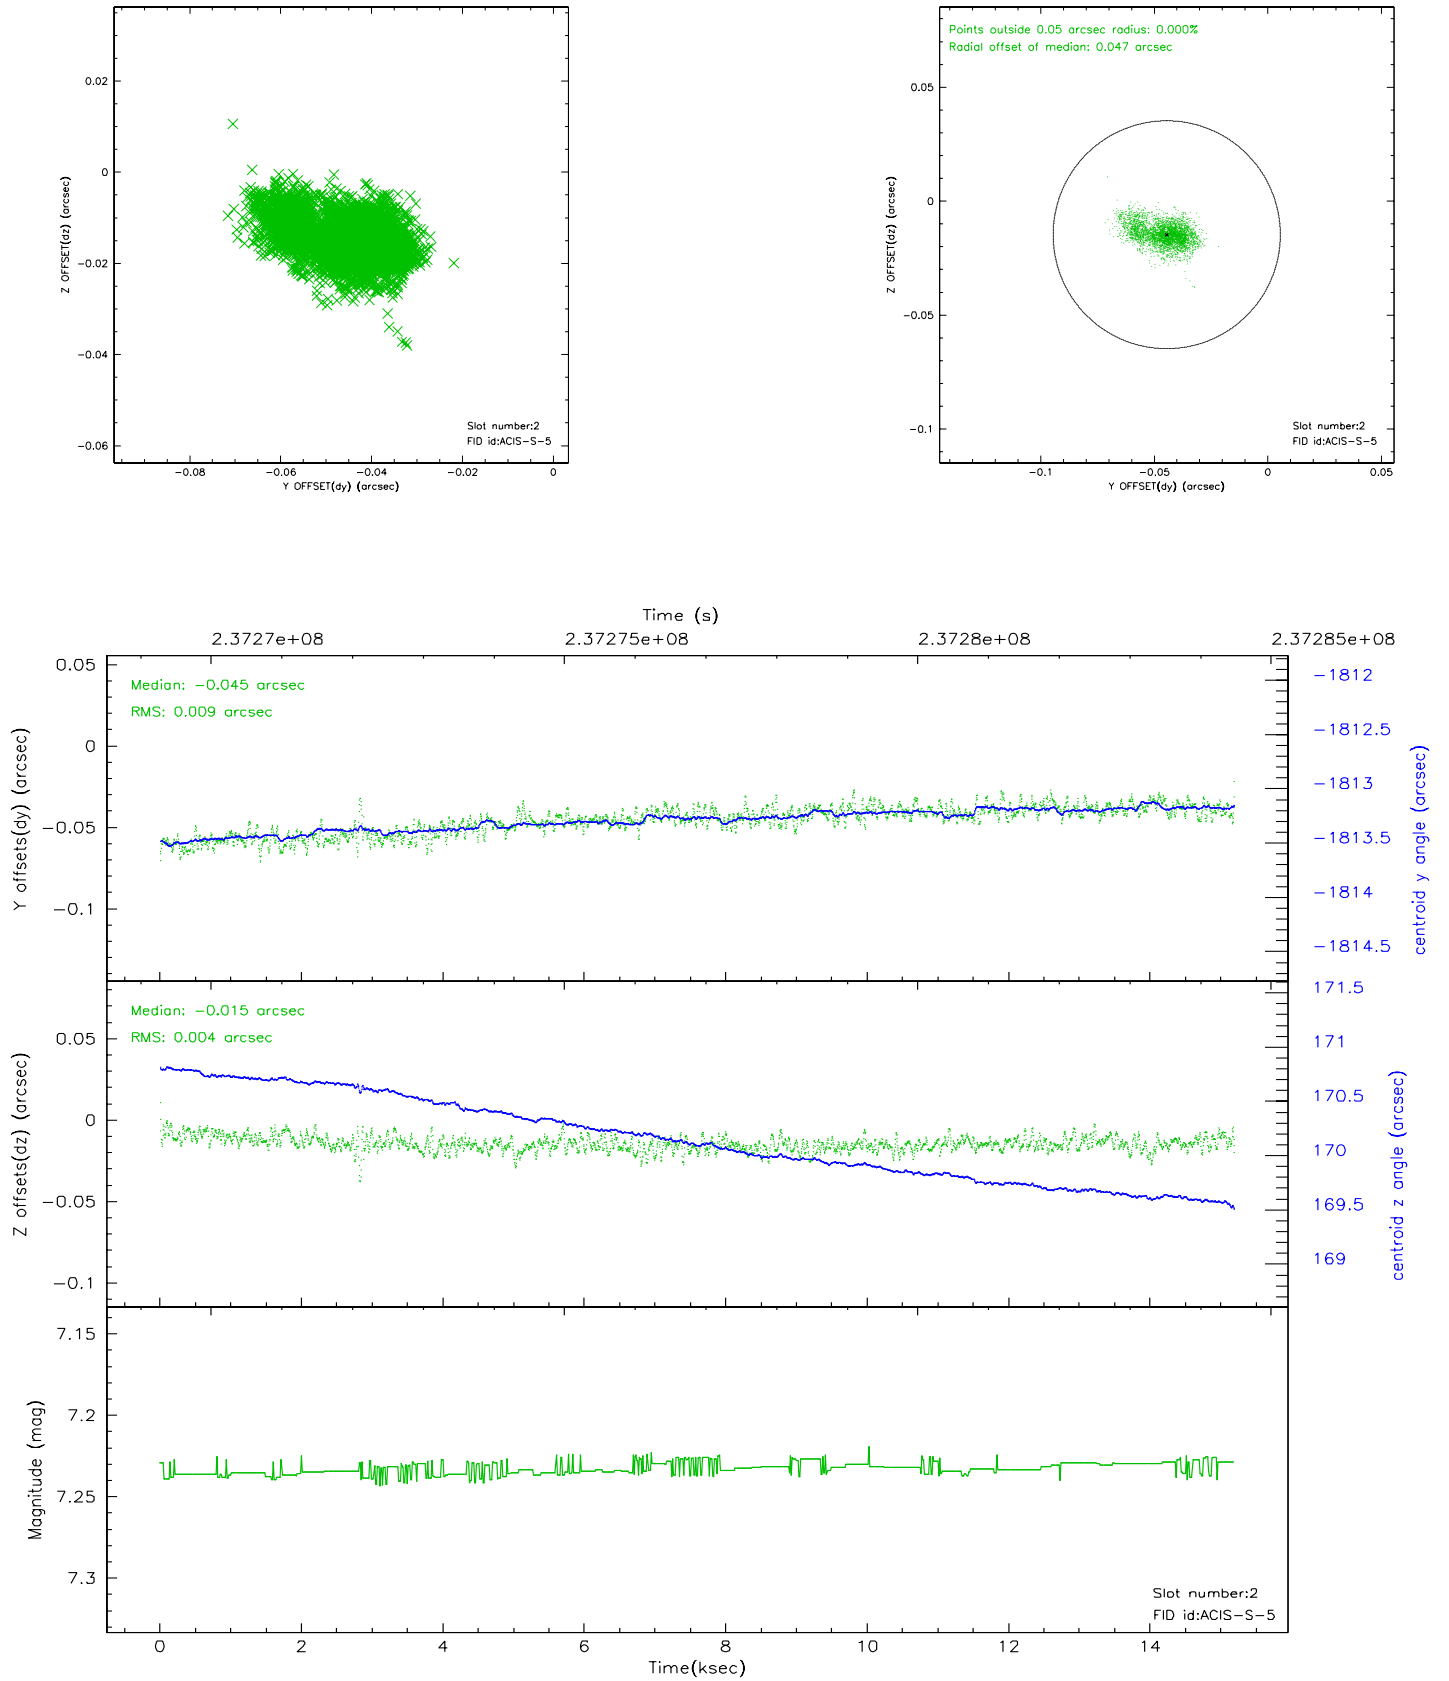 0.02
0
−0.02
−0.04
−0.06
−0.08
−0.06
−0.04
−0.02
0
Z OFFSET(dz) (arcsec)
Y OFFSET(dy) (arcsec)
Slot number:2
FID id:ACIS−S−5
Points outside 0.05 arcsec radius: 0.000%
Radial offset of median: 0.047 arcsec
0.05
0
−0.05
−0.1
−0.1
−0.05
0
0.05
Z OFFSET(dz) (arcsec)
Y OFFSET(dy) (arcsec)
Slot number:2
FID id:ACIS−S−5
Time (s)
2.3727e+08
2.37275e+08
2.3728e+08
2.37285e+08
Median: −0.045 arcsec
RMS: 0.009 arcsec
0.05
0
−0.05
−0.1
Y offsets(dy) (arcsec)
−1812
−1812.5
−1813
−1813.5
−1814
−1814.5
centroid y angle (arcsec)
Median: −0.015 arcsec
RMS: 0.004 arcsec
0.05
0
−0.05
−0.1
Z offsets(dz) (arcsec)
171.5
171
170.5
170
169.5
169
centroid z angle (arcsec)
7.15
7.2
7.25
7.3
Magnitude (mag)
Slot number:2
FID id:ACIS−S−5
0
2
4
6
8
10
12
14
Time(ksec)